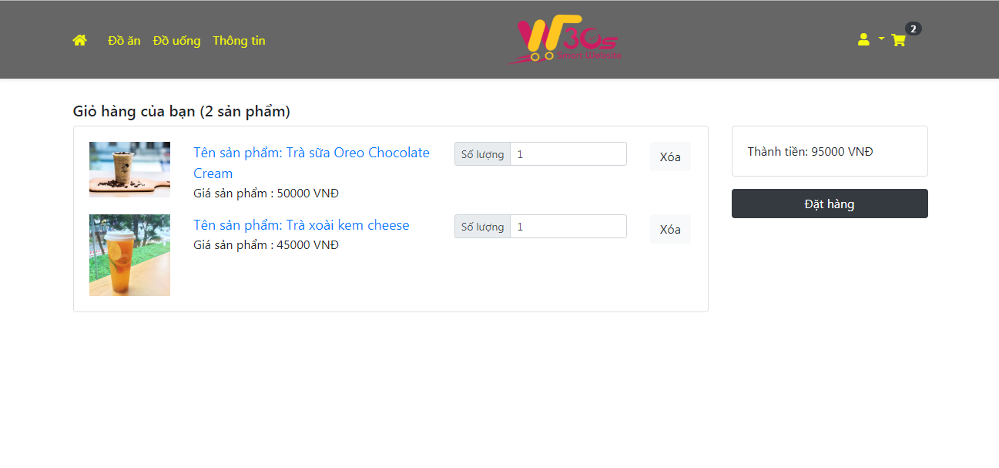 Đồ ăn Đồ uống Thông tin
W 30s
Smart Website
2
Giỏ hàng của bạn (2 sản phẩm)
Tên sản phẩm: Trà sữa Oreo Chocolate
Cream
Giá sản phẩm : 50000 VNĐ
Số lượng 1
Xóa
Tên sản phẩm: Trà xoài kem cheese
Giá sản phẩm : 45000 VNĐ
Số lượng 1
Xóa
Thành tiền: 95000 VNĐ
Đặt hàng